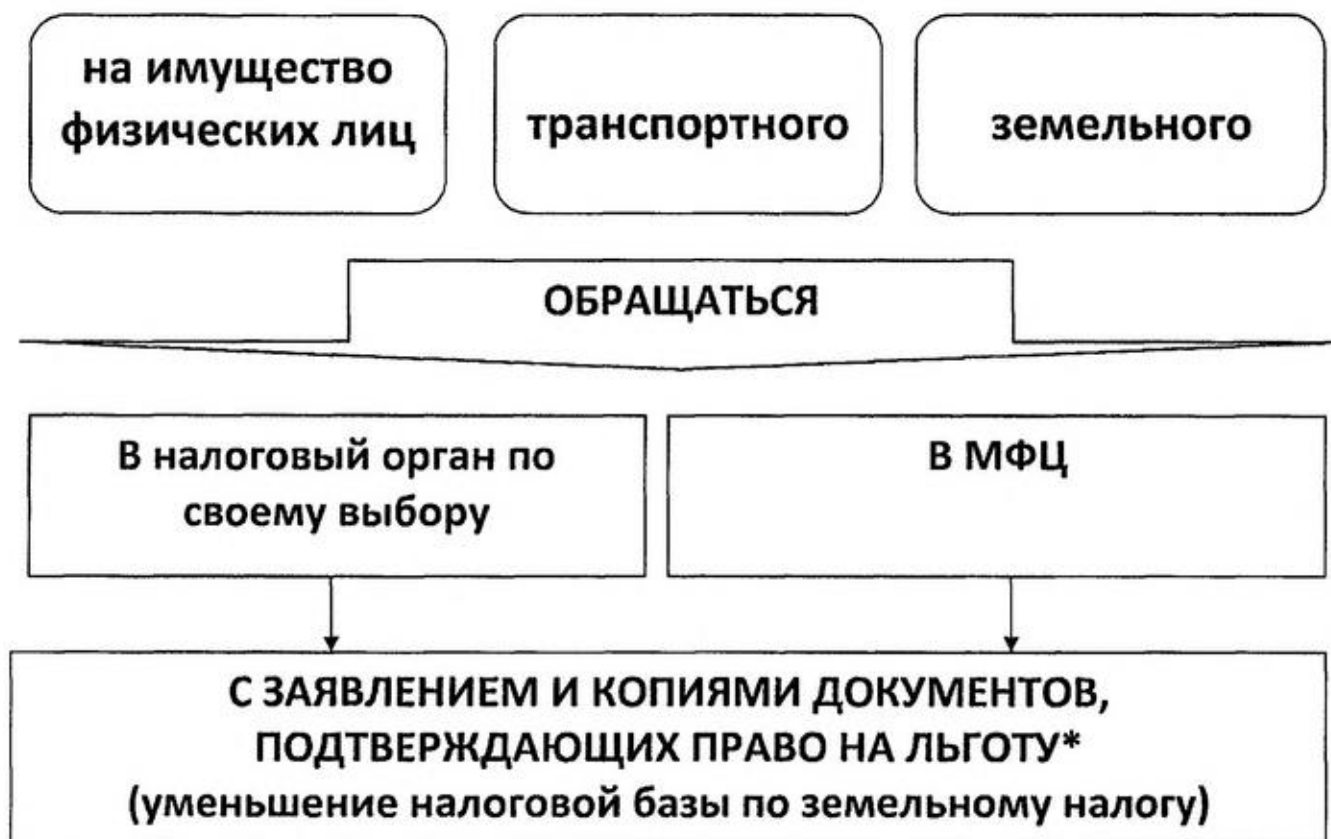 на имущество
физических лиц
транспортного
земельного
ОБРАЩАТЬСЯ
В налоговый орган по
своему выбору
В МФЦ
С ЗАЯВЛЕНИЕМ И КОПИЯМИ ДОКУМЕНТОВ,
ПОДТВЕРЖДАЮЩИХ ПРАВО НА ЛЬГОТУ*
(уменьшение налоговой базы по земельному налогу)